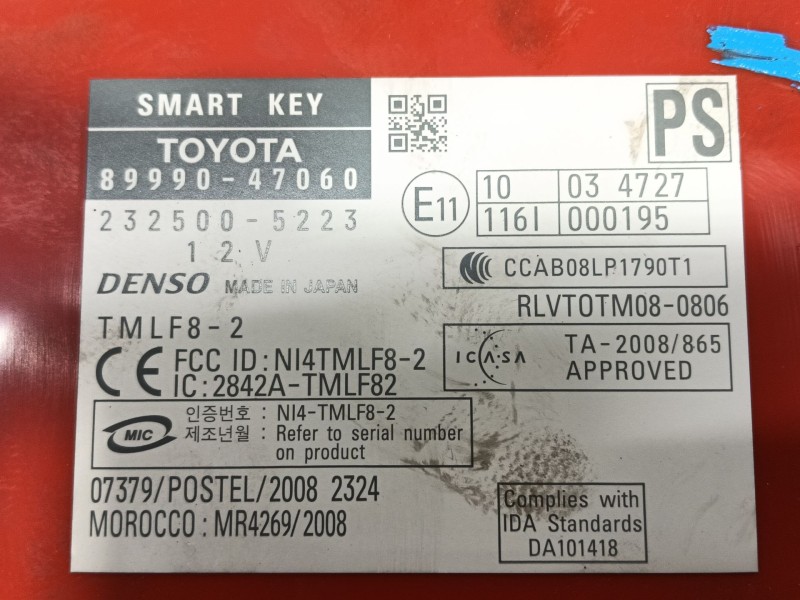 SMART KEY
TOYOTA
89990-47060
232500-5223
12V
DENSO MADE IN JAPAN
TMLF8-2
CE FCC ID: NI4TMLF8-2
IC: 2842A-TMLF82
MIC 인증번호 : NI4-TMLF8-2
제조년월 : Refer to serial number
on product
07379/POSTEL/2008 2324
MOROCCO: MR4269/2008
PS
E11
10 03 4727
116I 000195
CCAB08LP1790T1
RLVTOTM08-0806
ICASA TA-2008/865
APPROVED
Complies with
IDA Standards
DA101418